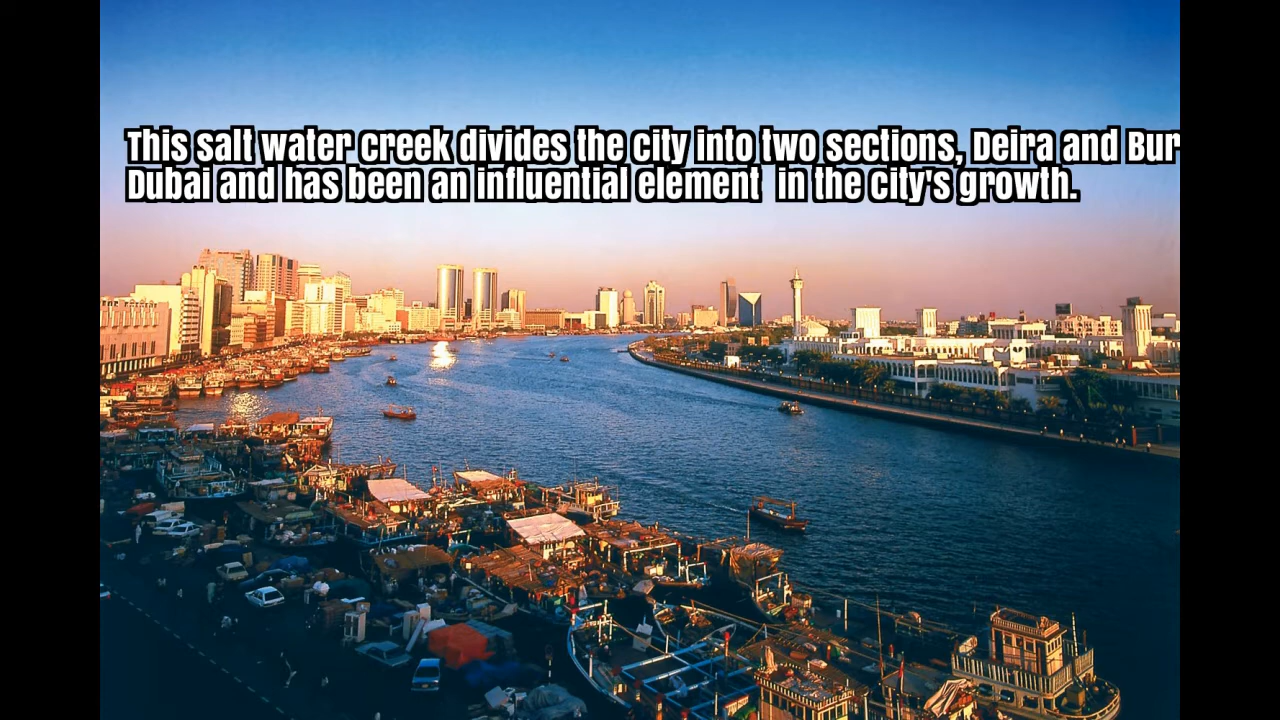 This salt water creek divides the city into two sections, Deira and Bur
Dubai and has been an influential element  in the city's growth.